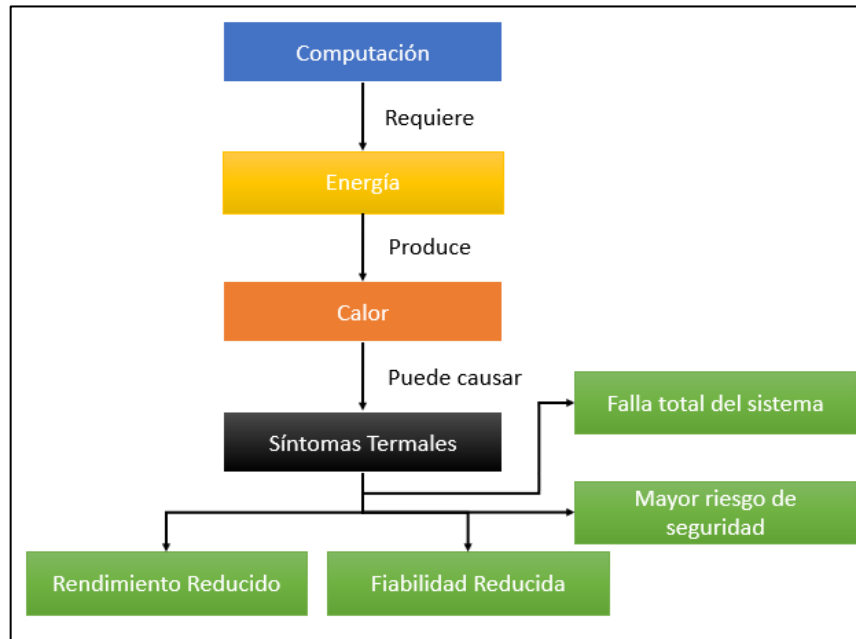 Computación
Requiere
Energía
Produce
Calor
Puede causar
Falla total del sistema
Síntomas Termales
Mayor riesgo de
seguridad
Rendimiento Reducido
Fiabilidad Reducida